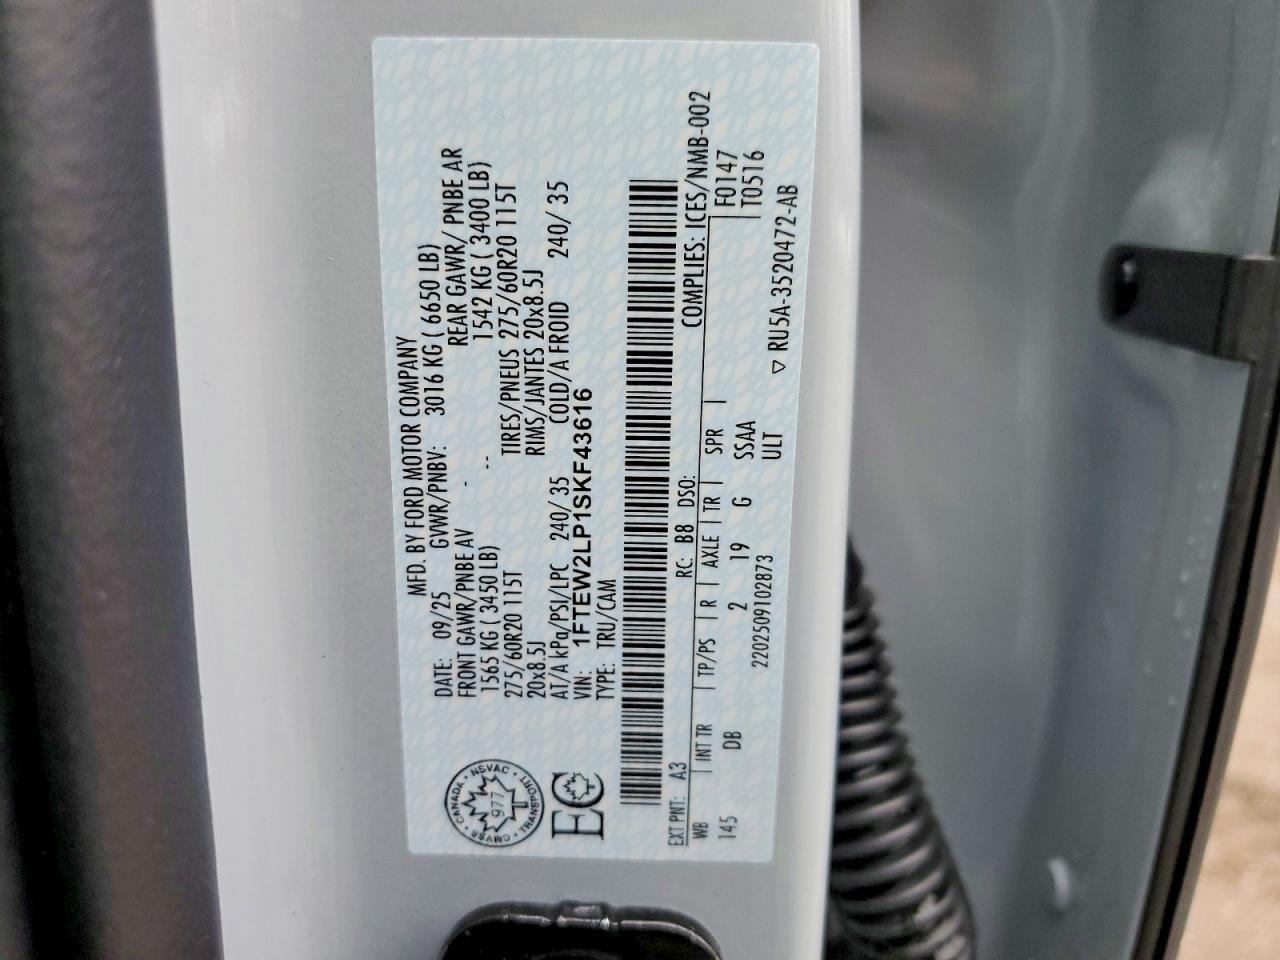 MFD. BY FORD MOTOR COMPANY
DATE: 09/25 GVWR/PNBV: 3016 KG ( 6650 LB)
FRONT GAWR/PNBE AV REAR GAWR/ PNBE AR
1565 KG ( 3450 LB) - -- 1542 KG ( 3400 LB)
275/60R20 115T TIRES/PNEUS 275/60R20 115T
20x8.5J RIMS/JANTES 20x8.5J
AT/A kPa/PSI/LPC 240/ 35 COLD/A FROID 240/ 35
VIN: 1FTEW2LP1SKF43616
TYPE: TRU/CAM
CANADA • NSVAC • TRANSPORT • CMVSS
977
EC
EXT PNT: A3 RC: B8 DSO: COMPLIES: ICES/NMB-002
WB | INT TR | TP/PS | R | AXLE | TR | SPR | F0147
145 DB 2 19 G SSAA T0516
2202509102873 ULT ▽ RU5A-3520472-AB